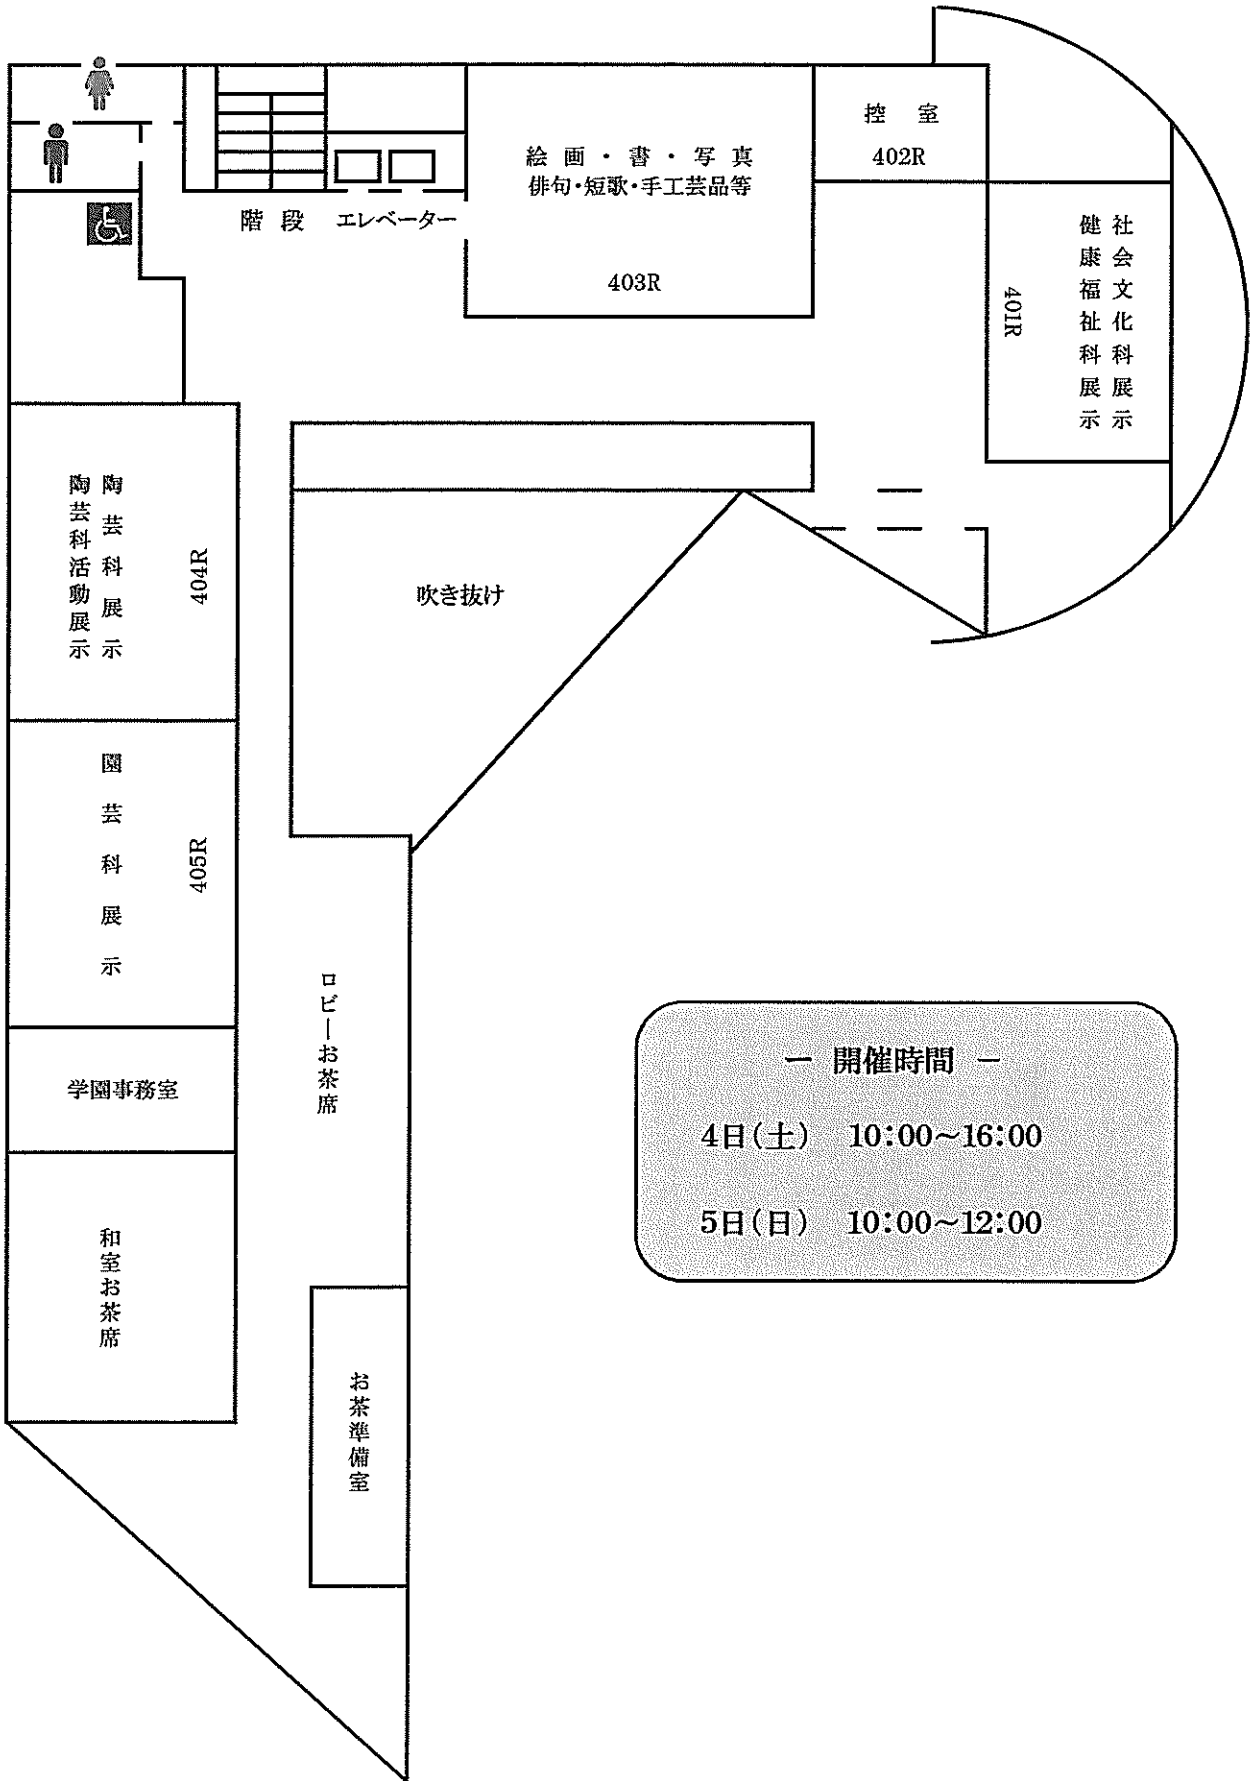 控 室
402R
絵 画 ・ 書 ・ 写 真
俳句・短歌・手工芸品等
403R
階 段
エレベーター
社会文化科展示
健康福祉科展示
401R
陶芸科展示
陶芸科活動展示
404R
吹き抜け
園芸科展示
405R
ロビーお茶席
学園事務室
和室お茶席
お茶準備室
― 開催時間 ―
4日(土) 10:00~16:00
5日(日) 10:00~12:00